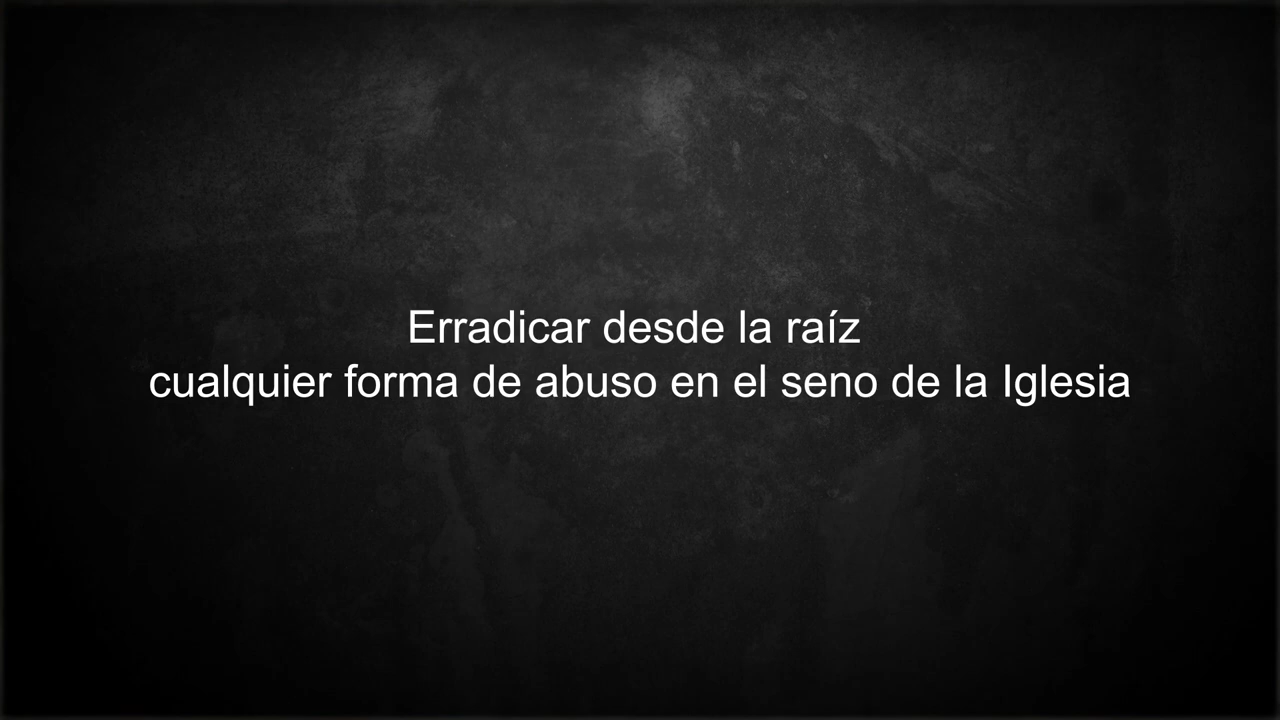 Erradicar desde la raíz
cualquier forma de abuso en el seno de la Iglesia